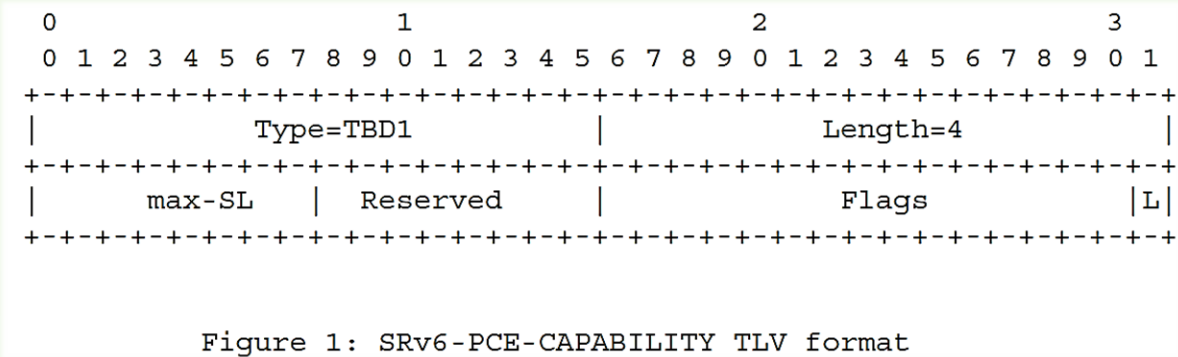 0                   1                   2                   3
 0 1 2 3 4 5 6 7 8 9 0 1 2 3 4 5 6 7 8 9 0 1 2 3 4 5 6 7 8 9 0 1
+-+-+-+-+-+-+-+-+-+-+-+-+-+-+-+-+-+-+-+-+-+-+-+-+-+-+-+-+-+-+-+-+
|            Type=TBD1          |            Length=4           |
+-+-+-+-+-+-+-+-+-+-+-+-+-+-+-+-+-+-+-+-+-+-+-+-+-+-+-+-+-+-+-+-+
|      max-SL   |  Reserved     |             Flags           |L|
+-+-+-+-+-+-+-+-+-+-+-+-+-+-+-+-+-+-+-+-+-+-+-+-+-+-+-+-+-+-+-+-+
Figure 1: SRv6-PCE-CAPABILITY TLV format